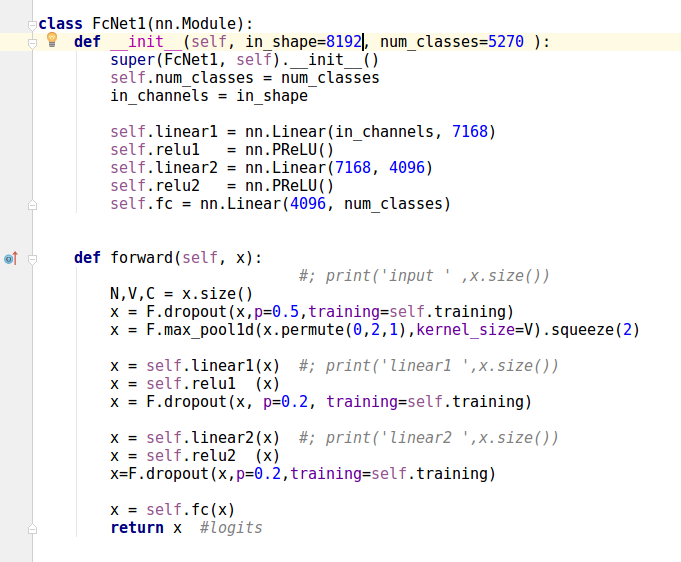 class FcNet1(nn.Module):
    def __init__(self, in_shape=8192, num_classes=5270 ):
        super(FcNet1, self).__init__()
        self.num_classes = num_classes
        in_channels = in_shape

        self.linear1 = nn.Linear(in_channels, 7168)
        self.relu1   = nn.PReLU()
        self.linear2 = nn.Linear(7168, 4096)
        self.relu2   = nn.PReLU()
        self.fc = nn.Linear(4096, num_classes)


    def forward(self, x):
                             #; print('input ' ,x.size())
        N,V,C = x.size()
        x = F.dropout(x,p=0.5,training=self.training)
        x = F.max_pool1d(x.permute(0,2,1),kernel_size=V).squeeze(2)

        x = self.linear1(x)  #; print('linear1 ',x.size())
        x = self.relu1  (x)
        x = F.dropout(x, p=0.2, training=self.training)

        x = self.linear2(x)  #; print('linear2 ',x.size())
        x = self.relu2  (x)
        x=F.dropout(x,p=0.2,training=self.training)

        x = self.fc(x)
        return x  #logits